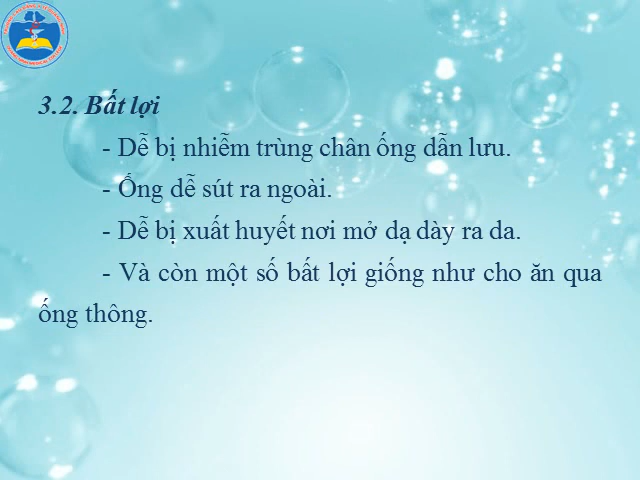 3.2. Bất lợi
- Dễ bị nhiễm trùng chân ống dẫn lưu.
- Ống dễ sút ra ngoài.
- Dễ bị xuất huyết nơi mở dạ dày ra da.
- Và còn một số bất lợi giống như cho ăn qua
ống thông.